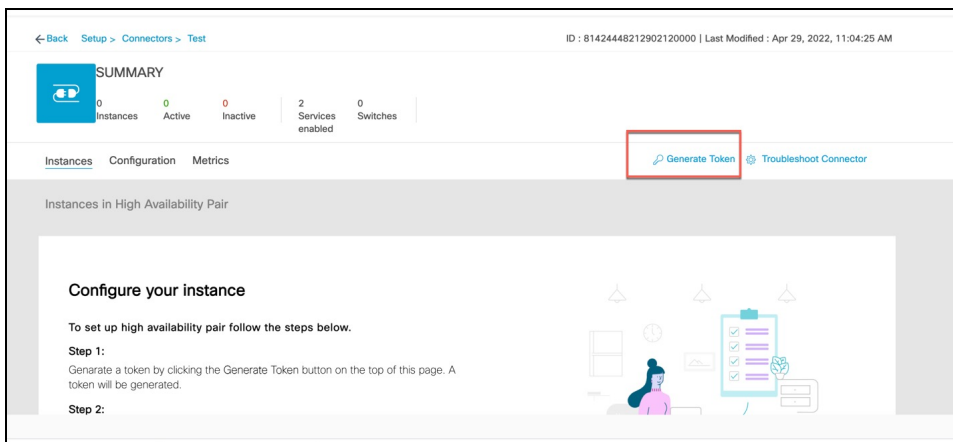 Back Setup > Connectors > Test
ID : 81424448212902120000 | Last Modified : Apr 29, 2022, 11:04:25 AM
SUMMARY
0 0 0 2 0
Instances Active Inactive Services enabled Switches
Instances Configuration Metrics
Generate Token Troubleshoot Connector
Instances in High Availability Pair
Configure your instance
To set up high availability pair follow the steps below.
Step 1:
Genarate a token by clicking the Generate Token button on the top of this page. A
token will be generated.
Step 2: